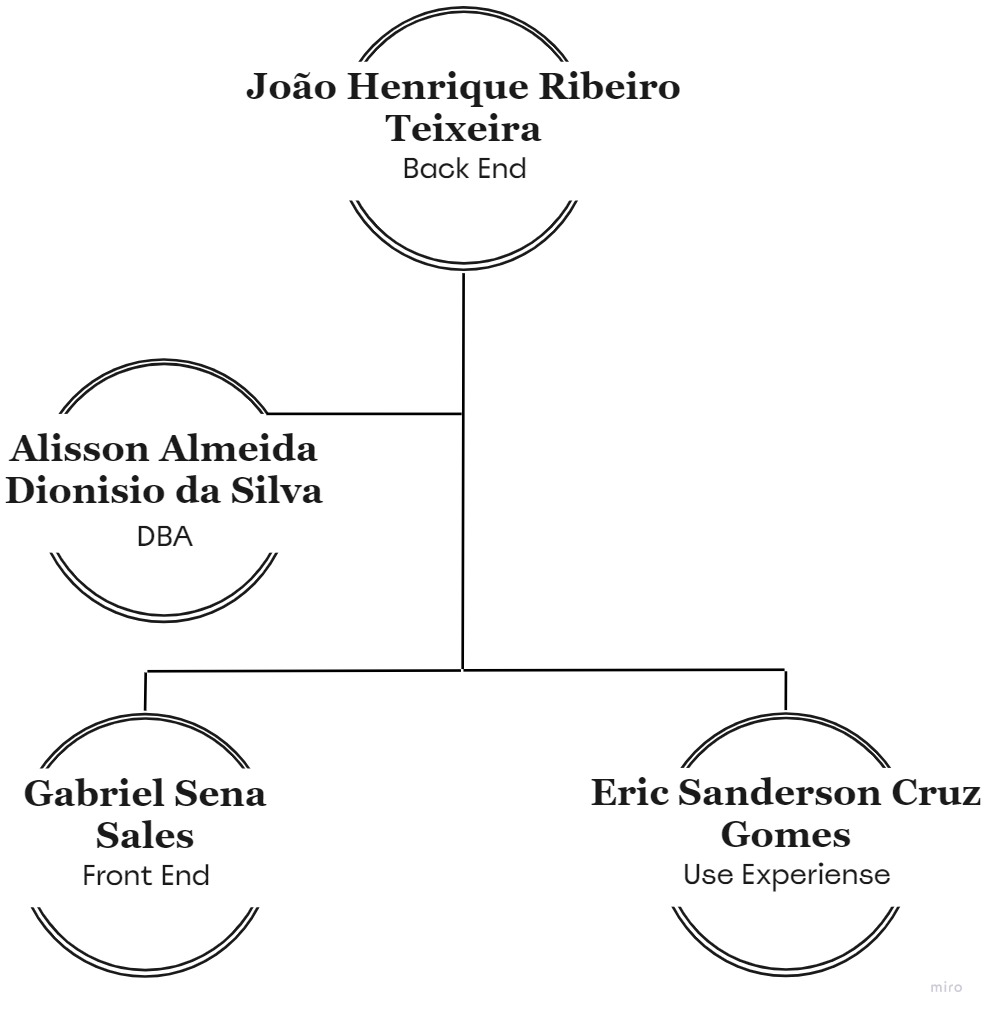 João Henrique Ribeiro
Teixeira
Back End
Alisson Almeida
Dionisio da Silva
DBA
Gabriel Sena
Sales
Front End
Eric Sanderson Cruz
Gomes
Use Experiense
miro